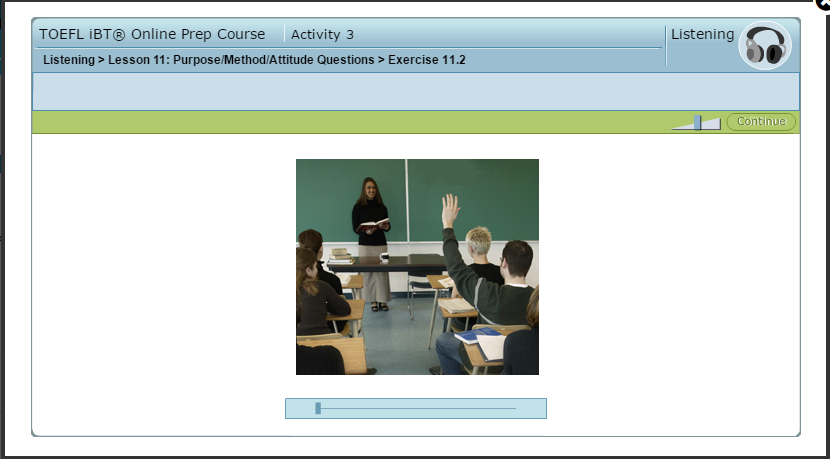 TOEFL iBT® Online Prep Course
Activity 3
Listening
Listening > Lesson 11: Purpose/Method/Attitude Questions > Exercise 11.2
Continue